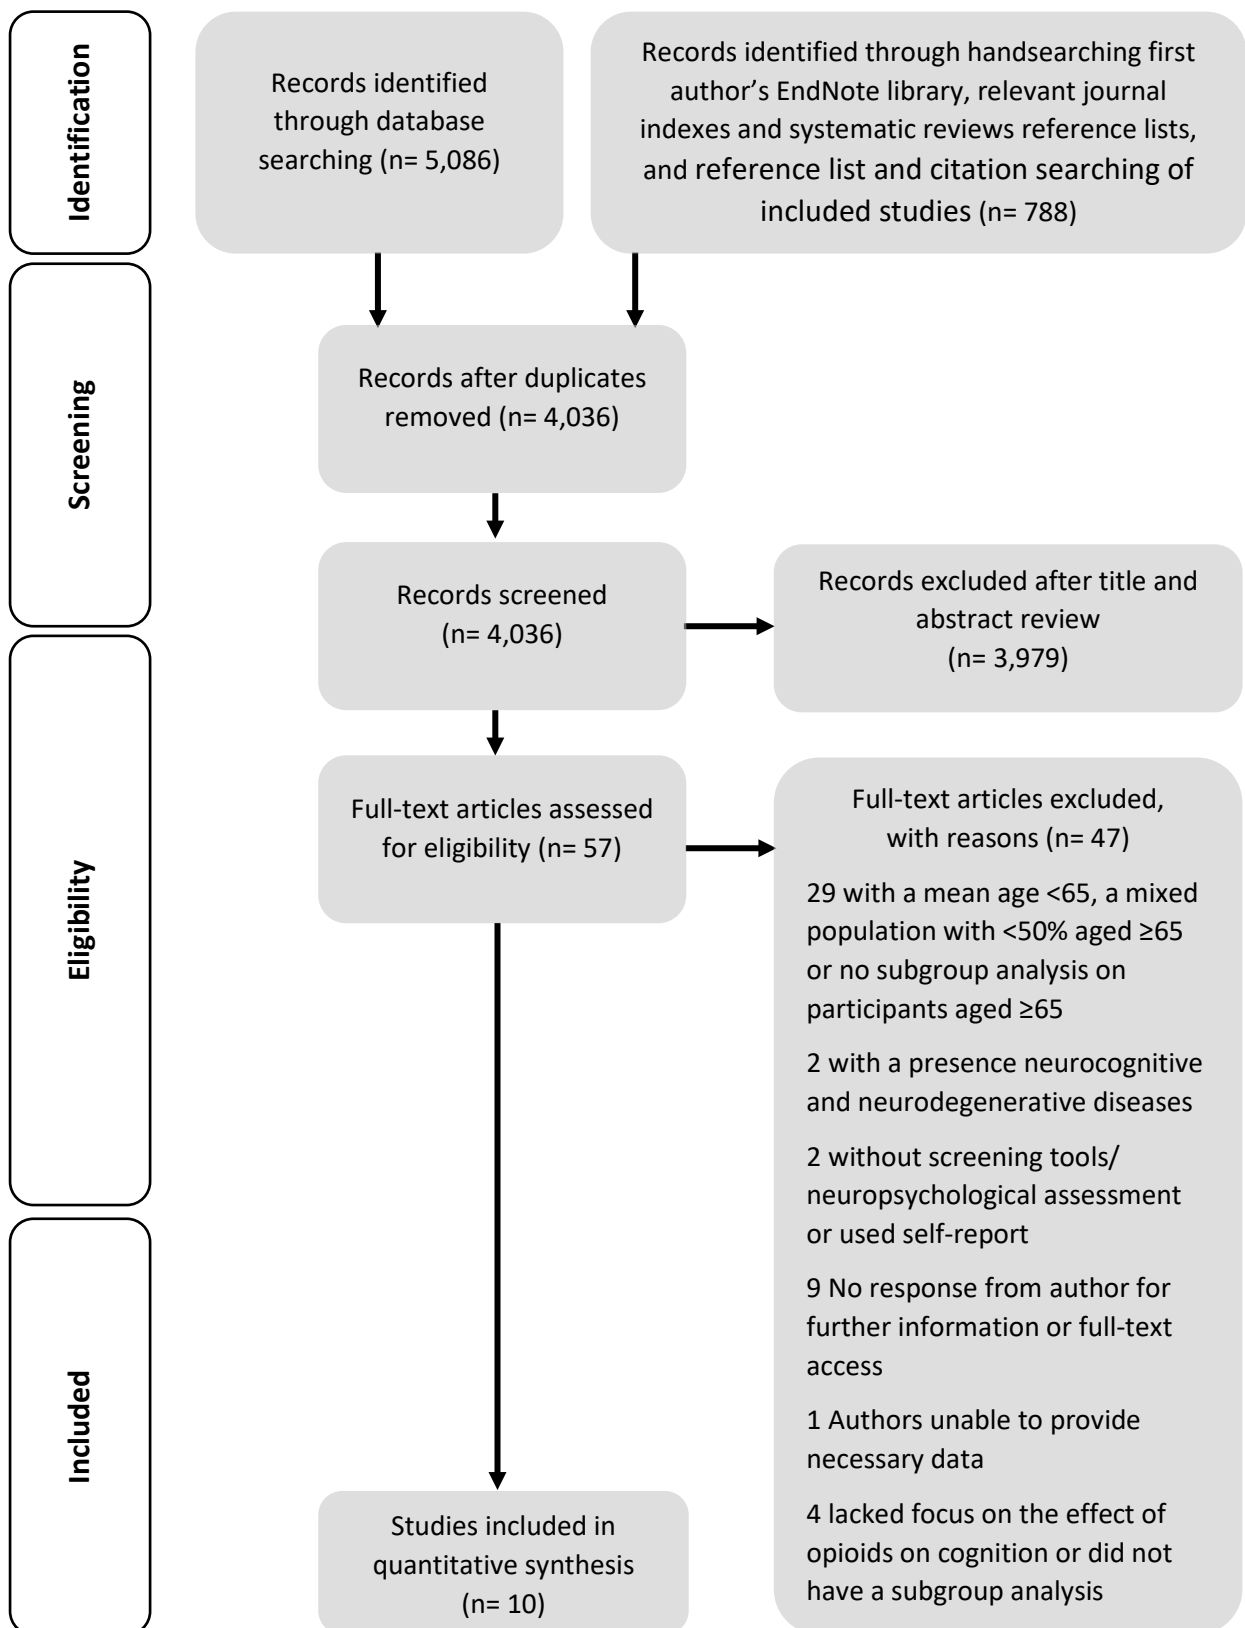 Identification
Records identified
through database
searching (n= 5,086)
Records identified through handsearching first
author’s EndNote library, relevant journal
indexes and systematic reviews reference lists,
and reference list and citation searching of
included studies (n= 788)
Screening
Records after duplicates
removed (n= 4,036)
Records screened
(n= 4,036)
Records excluded after title and
abstract review
(n= 3,979)
Eligibility
Full-text articles assessed
for eligibility (n= 57)
Full-text articles excluded,
with reasons (n= 47)
29 with a mean age <65, a mixed
population with <50% aged ≥65
or no subgroup analysis on
participants aged ≥65
2 with a presence neurocognitive
and neurodegenerative diseases
2 without screening tools/
neuropsychological assessment
or used self-report
9 No response from author for
further information or full-text
access
1 Authors unable to provide
necessary data
4 lacked focus on the effect of
opioids on cognition or did not
have a subgroup analysis
Included
Studies included in
quantitative synthesis
(n= 10)